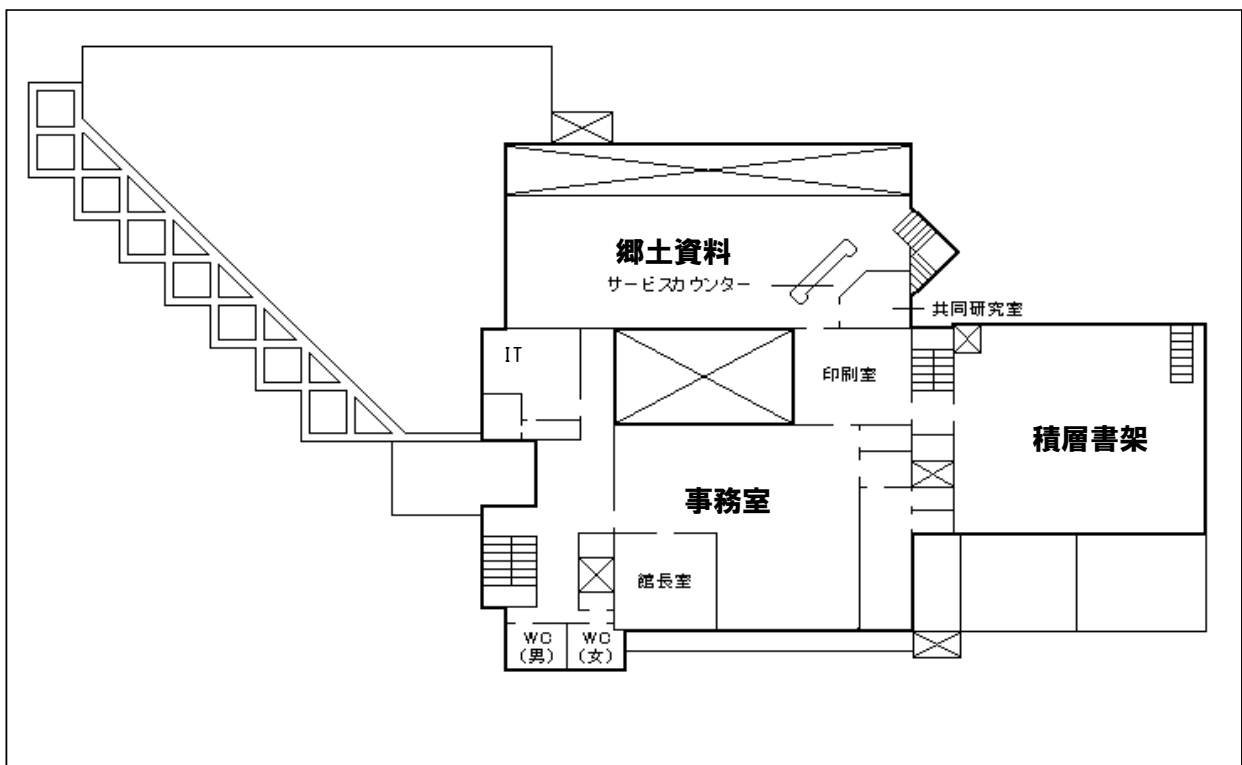 郷土資料
サービスカウンター
共同研究室
IT
印刷室
積層書架
事務室
館長室
WC
(男)
WC
(女)